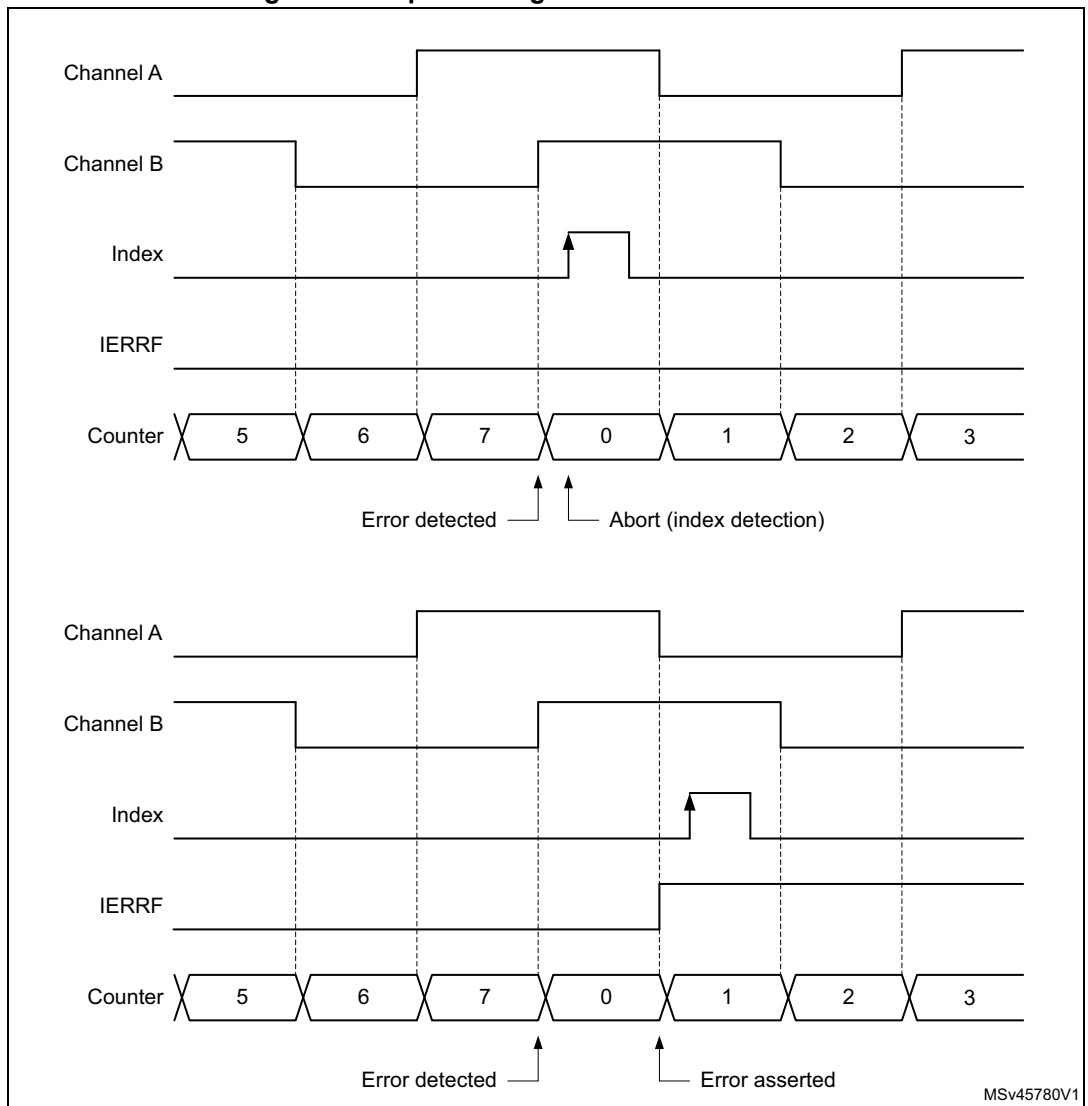 Channel A
Channel B
Index
IERRF
Counter 5 6 7 0 1 2 3
Error detected Abort (index detection)
Channel A
Channel B
Index
IERRF
Counter 5 6 7 0 1 2 3
Error detected Error asserted
MSv45780V1